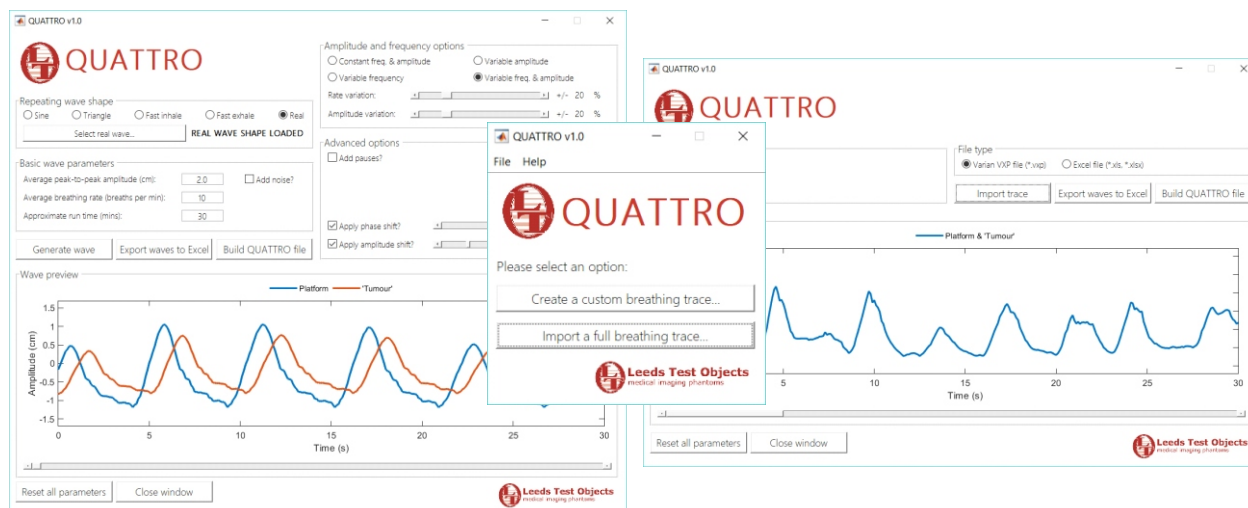 QUATTRO v1.0
QUATTRO
Repeating wave shape
Sine Triangle Fast inhale Fast exhale Real
Select real wave... REAL WAVE SHAPE LOADED
Basic wave parameters
Average peak-to-peak amplitude (cm): 2.0 Add noise?
Average breathing rate (breaths per min): 10
Approximate run time (mins): 30
Generate wave Export waves to Excel Build QUATTRO file
Amplitude and frequency options
Constant freq. & amplitude Variable amplitude
Variable frequency Variable freq. & amplitude
Rate variation: +/- 20 %
Amplitude variation: +/- 20 %
Advanced options
Add pauses?
Apply phase shift?
Apply amplitude shift?
Wave preview
Platform 'Tumour'
Amplitude (cm)
1
0.5
0
-0.5
-1
-1.5
0 5 10 15 20 25 30
Time (s)
Reset all parameters Close window
Leeds Test Objects
medical imaging phantoms
QUATTRO v1.0
File Help
QUATTRO
Please select an option:
Create a custom breathing trace...
Import a full breathing trace...
Leeds Test Objects
medical imaging phantoms
QUATTRO v1.0
QUATTRO
File type
Varian VXP file (*.vxp) Excel file (*.xls, *.xlsx)
Import trace Export waves to Excel Build QUATTRO file
Platform & 'Tumour'
5 10 15 20 25 30
Time (s)
Reset all parameters Close window
Leeds Test Objects
medical imaging phantoms